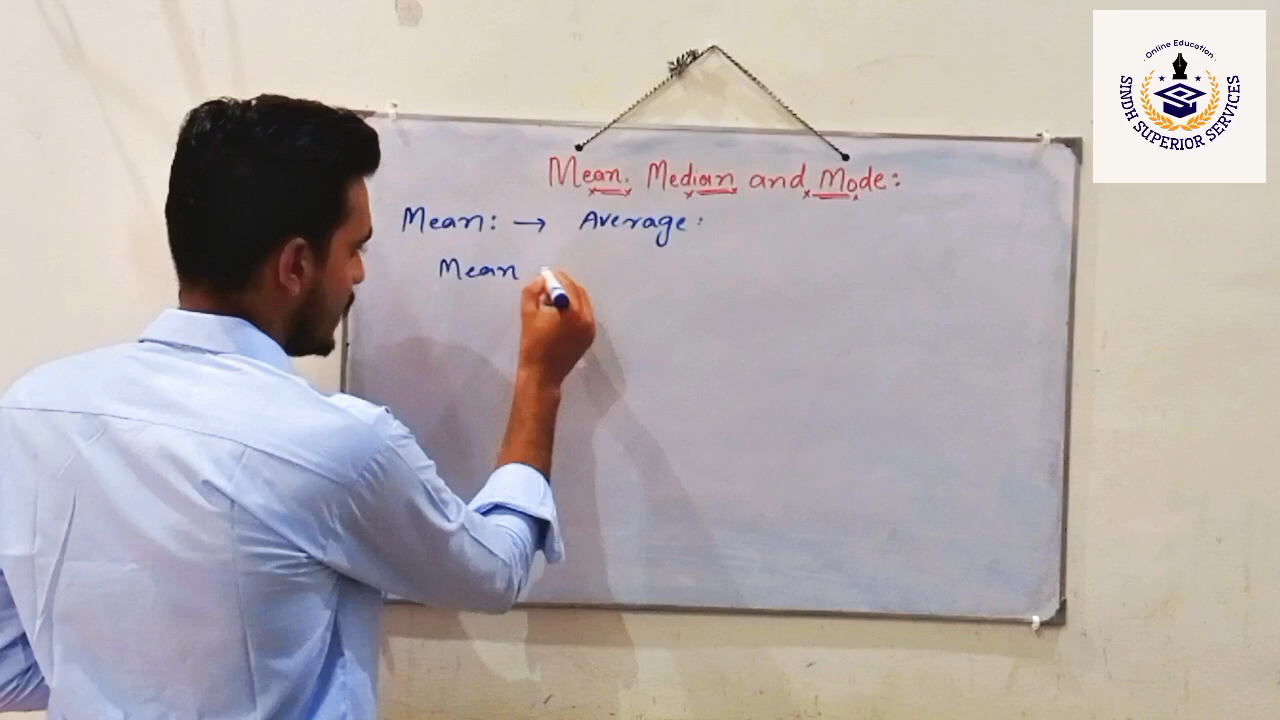 Online Education
SINDH SUPERIOR SERVICES
Mean, Median and Mode:
Mean: → Average:
Mean